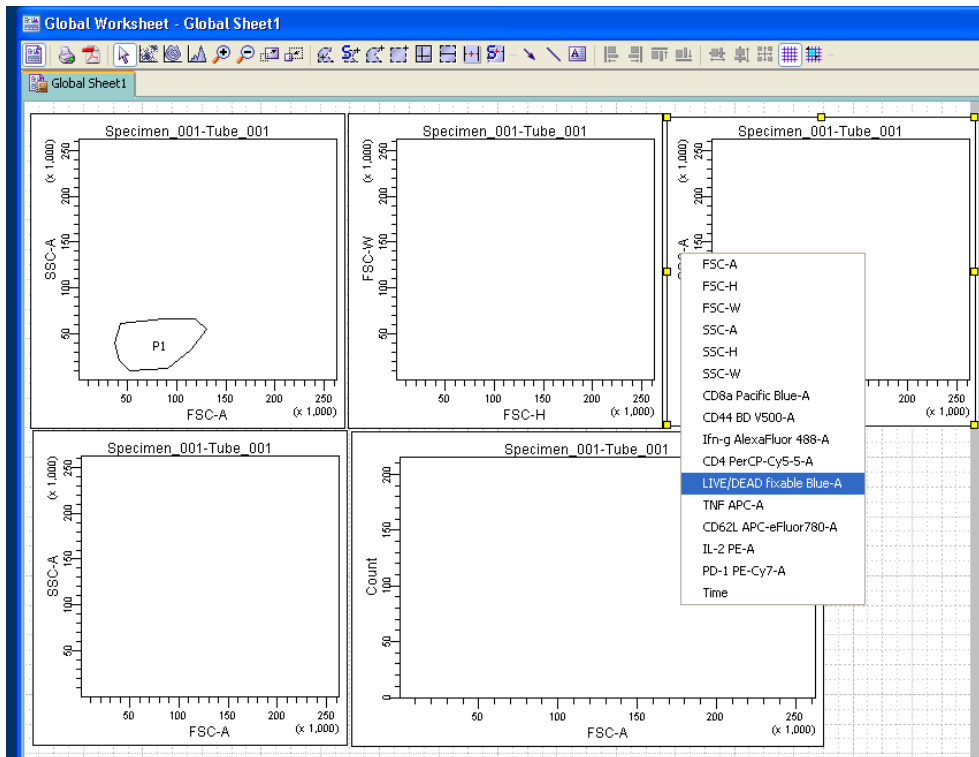 Global Worksheet - Global Sheet1
Global Sheet1
Specimen_001-Tube_001
(x 1,000)
SSC-A
250
200
150
100
50
P1
50 100 150 200 250
FSC-A (x 1,000)
Specimen_001-Tube_001
(x 1,000)
FSC-W
250
200
150
100
50
50 100 150 200 250
FSC-H (x 1,000)
Specimen_001-Tube_001
(x 1,000)
SSC-A
250
200
150
200 250
(x 1,000)
FSC-A
FSC-H
FSC-W
SSC-A
SSC-H
SSC-W
CD8a Pacific Blue-A
CD44 BD V500-A
Ifn-g AlexaFluor 488-A
CD4 PerCP-Cy5-5-A
LIVE/DEAD fixable Blue-A
TNF APC-A
CD62L APC-eFluor780-A
IL-2 PE-A
PD-1 PE-Cy7-A
Time
Specimen_001-Tube_001
(x 1,000)
SSC-A
250
200
150
100
50
50 100 150 200 250
FSC-A (x 1,000)
Specimen_001-Tube_001
Count
200
150
100
50
0
50 100 150 200 250
FSC-A (x 1,000)